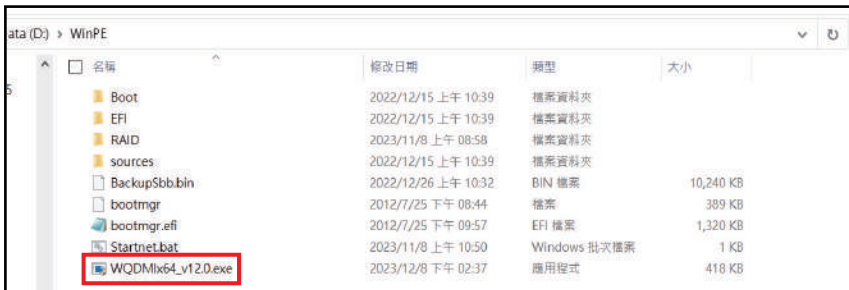 ata (D:) > WinPE
名稱 修改日期 類型 大小
5
Boot 2022/12/15 上午 10:39 檔案資料夾
EFI 2022/12/15 上午 10:39 檔案資料夾
RAID 2023/11/8 上午 08:58 檔案資料夾
sources 2022/12/15 上午 10:39 檔案資料夾
BackupSbb.bin 2022/12/26 上午 10:32 BIN 檔案 10,240 KB
bootmgr 2012/7/25 下午 08:44 檔案 389 KB
bootmgr.efi 2012/7/25 下午 09:57 EFI 檔案 1,320 KB
Startnet.bat 2023/11/8 上午 10:50 Windows 批次檔案 1 KB
WQDMIx64_v12.0.exe 2023/12/8 下午 02:37 應用程式 418 KB